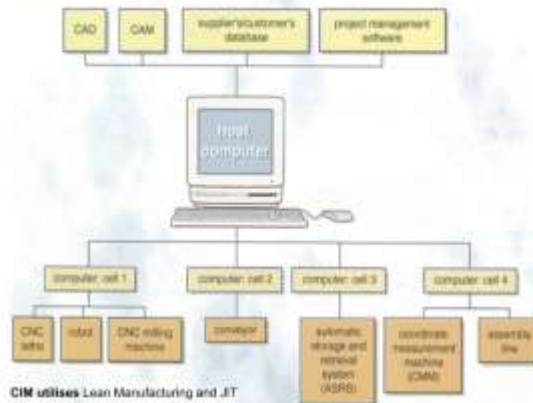 CAD
CAM
supplier's/customer's
database
project management
software
host
computer
computer: cell 1
computer: cell 2
computer: cell 3
computer: cell 4
CNC
lathe
robot
CNC milling
machine
conveyor
automatic
storage and
retrieval
system
(ASRS)
coordinate
measurement
machine
(CMM)
assembly
line
CIM utilises Lean Manufacturing and JIT